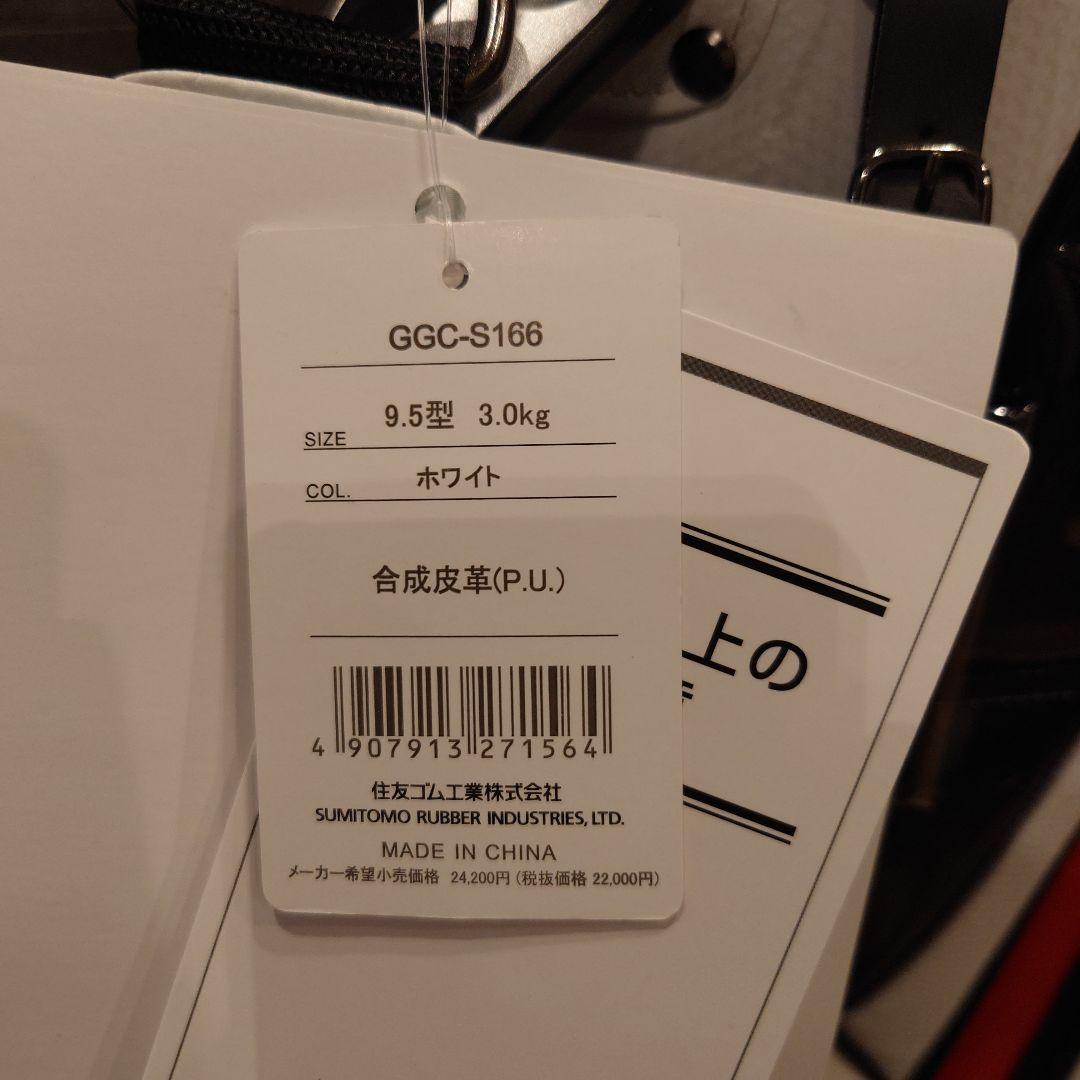 GGC-S166
SIZE 9.5型 3.0kg
COL. ホワイト
合成皮革(P.U.)
4 907913 271564
住友ゴム工業株式会社
SUMITOMO RUBBER INDUSTRIES, LTD.
MADE IN CHINA
メーカー希望小売価格 24,200円 (税抜価格 22,000円)
上の